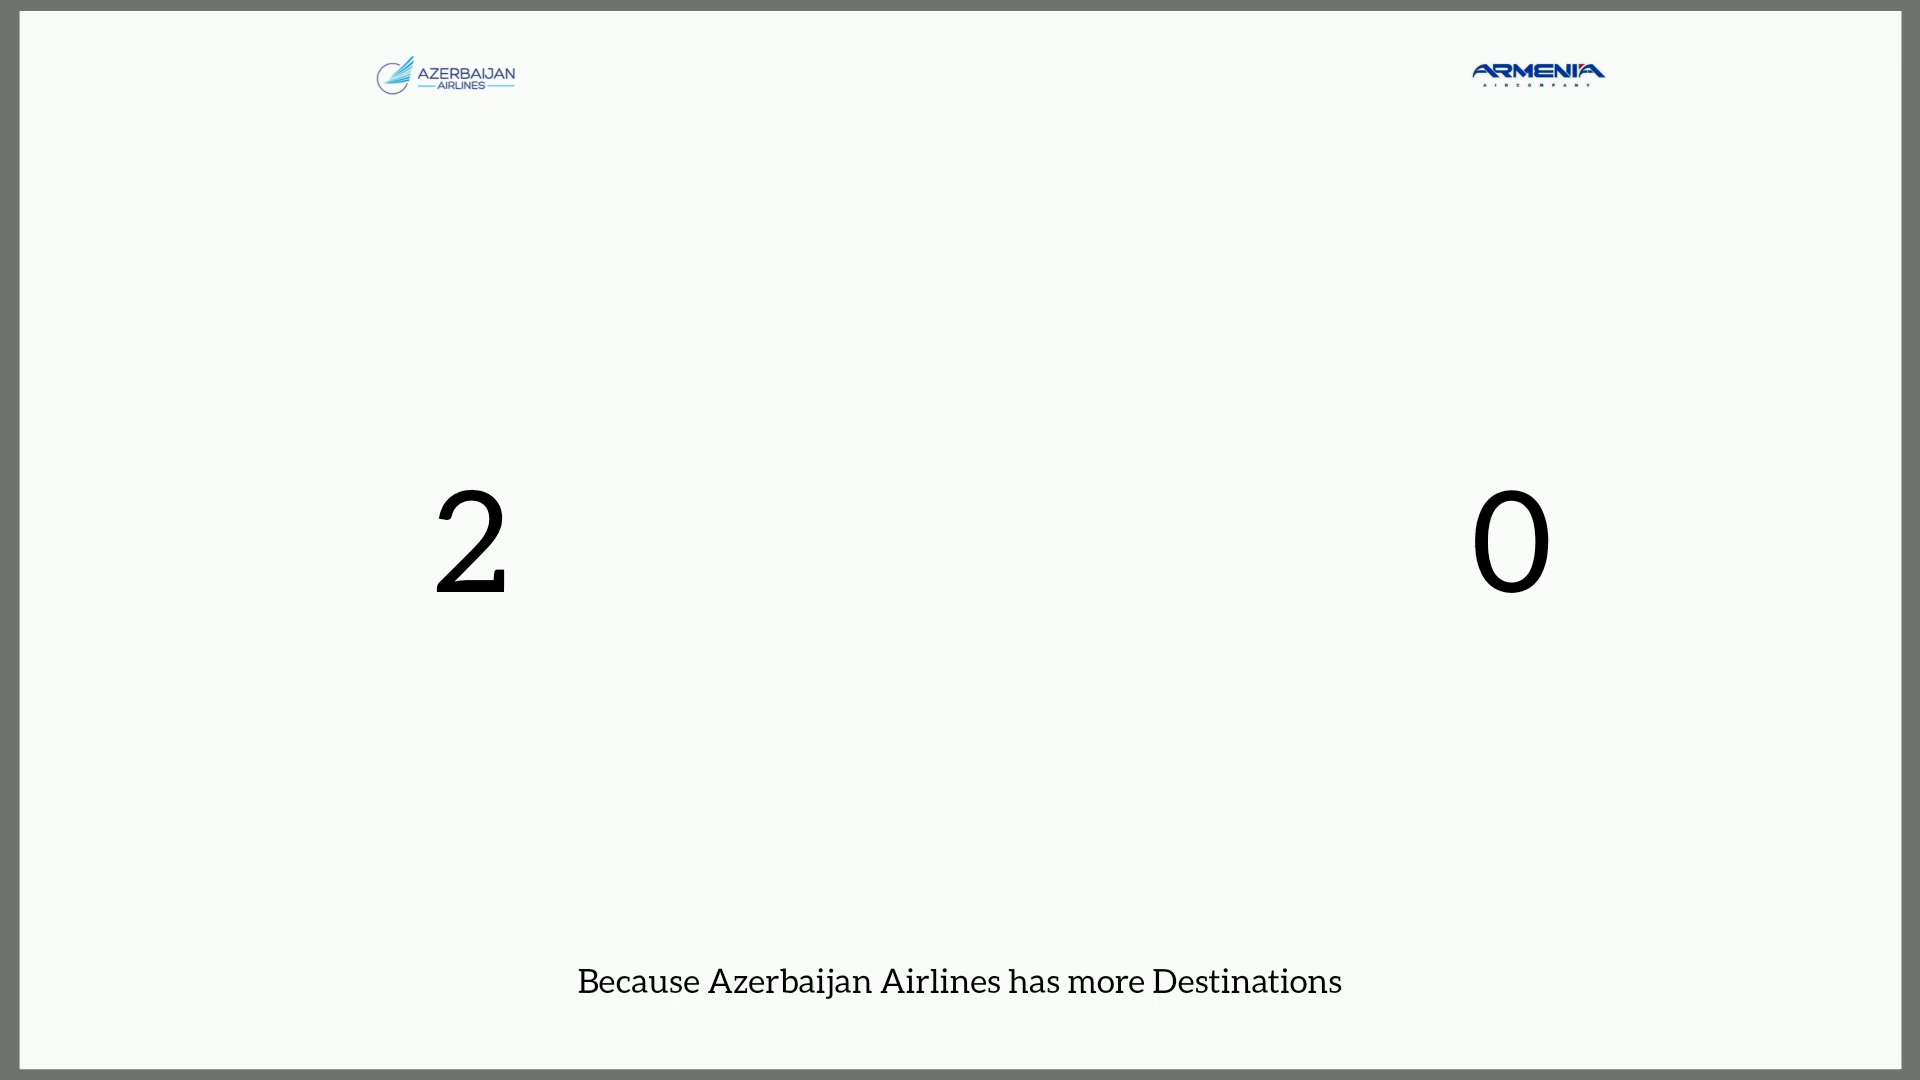 AZERBAIJAN
AIRLINES
ARMENIA
AIRCOMPANY
2
0
Because Azerbaijan Airlines has more Destinations